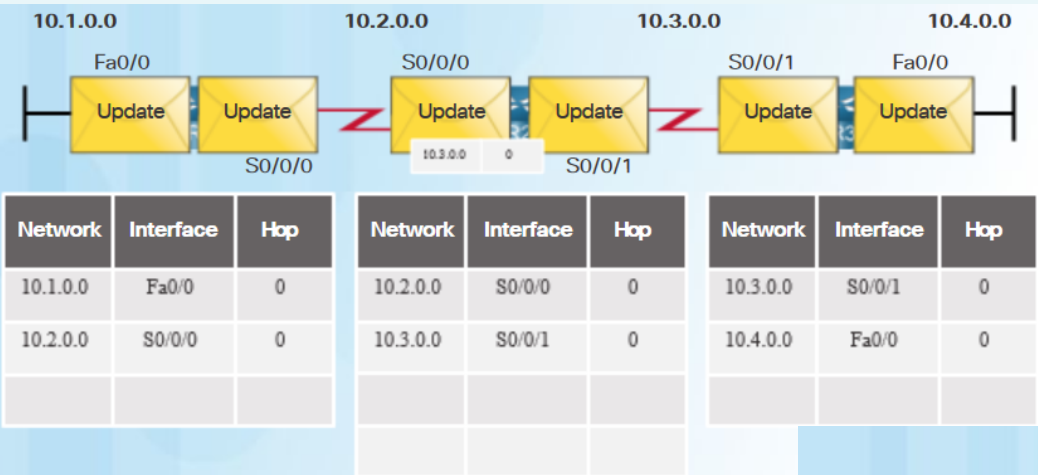 10.1.0.0 10.2.0.0 10.3.0.0 10.4.0.0
Fa0/0 S0/0/0 S0/0/1 Fa0/0
Update Update Update Update Update Update
10.3.0.0 0
S0/0/0 S0/0/1
Network Interface Hop
10.1.0.0 Fa0/0 0
10.2.0.0 S0/0/0 0
Network Interface Hop
10.2.0.0 S0/0/0 0
10.3.0.0 S0/0/1 0
Network Interface Hop
10.3.0.0 S0/0/1 0
10.4.0.0 Fa0/0 0